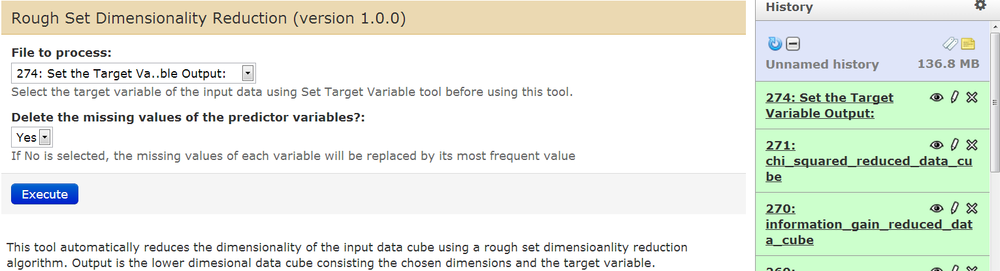 Rough Set Dimensionality Reduction (version 1.0.0)
File to process:
274: Set the Target Va..ble Output:
Select the target variable of the input data using Set Target Variable tool before using this tool.
Delete the missing values of the predictor variables?:
Yes
If No is selected, the missing values of each variable will be replaced by its most frequent value
Execute
This tool automatically reduces the dimensionality of the input data cube using a rough set dimensioanlity reduction
algorithm. Output is the lower dimesional data cube consisting the chosen dimensions and the target variable.
History
Unnamed history 136.8 MB
274: Set the Target
Variable Output:
271:
chi_squared_reduced_data_cu
be
270:
information_gain_reduced_dat
a_cube